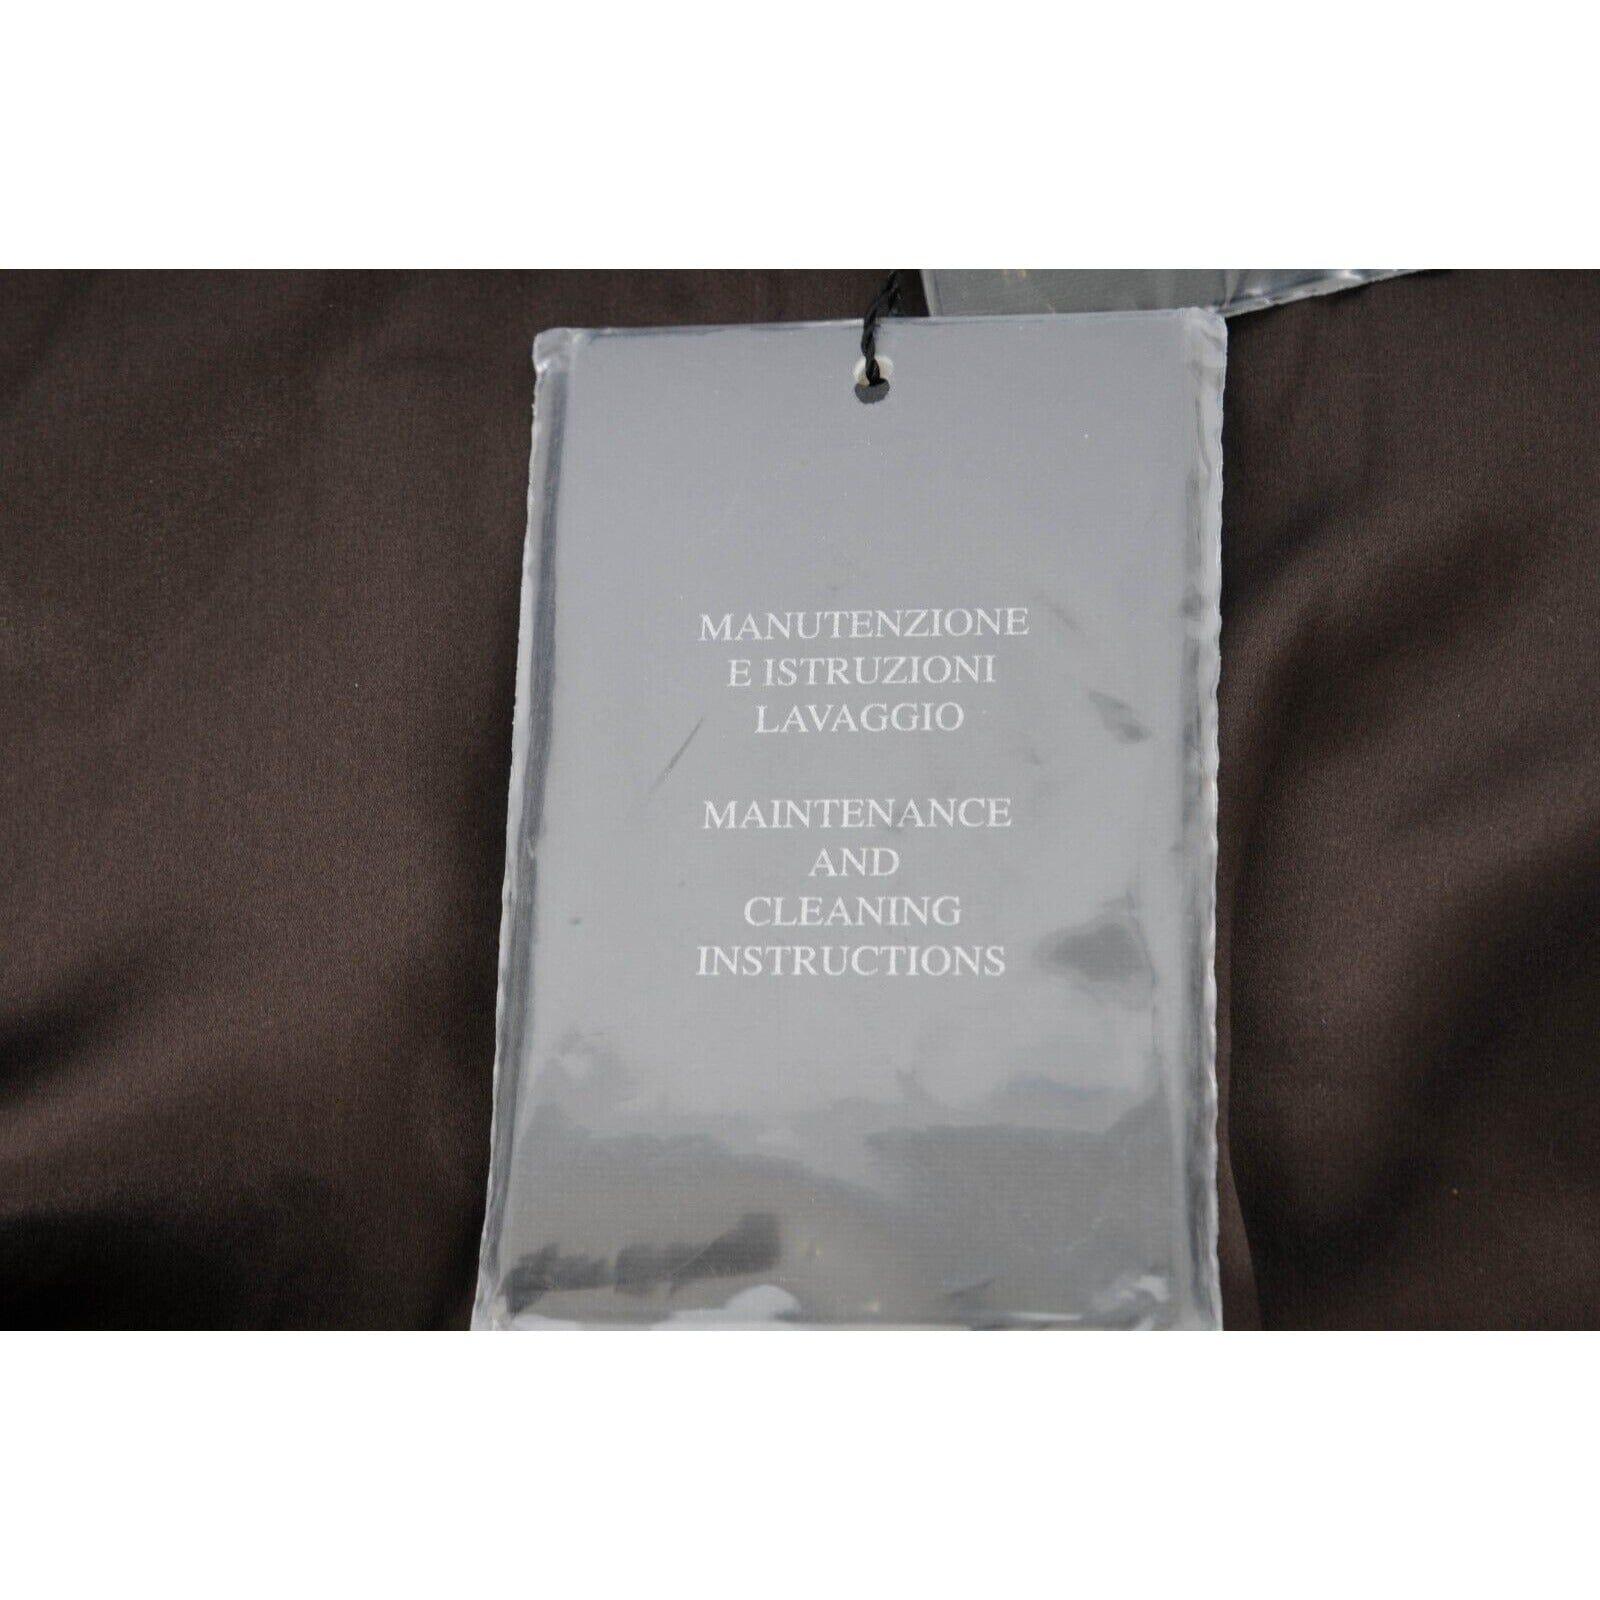 MANUTENZIONE
E ISTRUZIONI
LAVAGGIO
MAINTENANCE
AND
CLEANING
INSTRUCTIONS